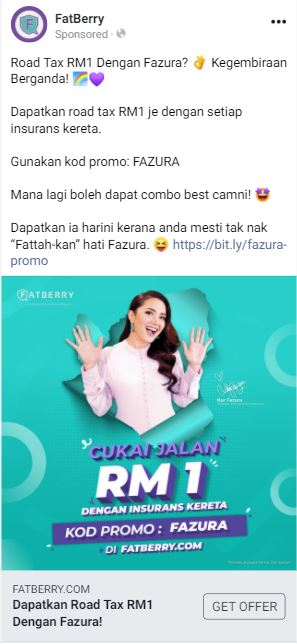 FatBerry
Sponsored ·
Road Tax RM1 Dengan Fazura? 👌 Kegembiraan
Berganda! 🌈💜
Dapatkan road tax RM1 je dengan setiap
insurans kereta.
Gunakan kod promo: FAZURA
Mana lagi boleh dapat combo best camni! 🤩
Dapatkan ia harini kerana anda mesti tak nak
“Fattah-kan” hati Fazura. 😝 https://bit.ly/fazura-
promo
FATBERRY
Nur Fazura
CUKAI JALAN
RM 1
DENGAN INSURANS KERETA
KOD PROMO : FAZURA
DI FATBERRY.COM
FATBERRY.COM
Dapatkan Road Tax RM1
Dengan Fazura!
GET OFFER